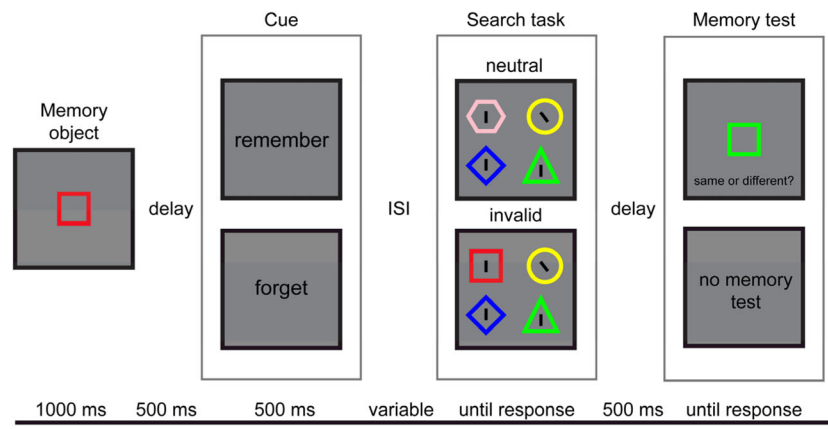 Cue
Search task
Memory test
Memory
object
delay
remember
forget
ISI
neutral
invalid
delay
same or different?
no memory
test
1000 ms
500 ms
500 ms
variable
until response
500 ms
until response